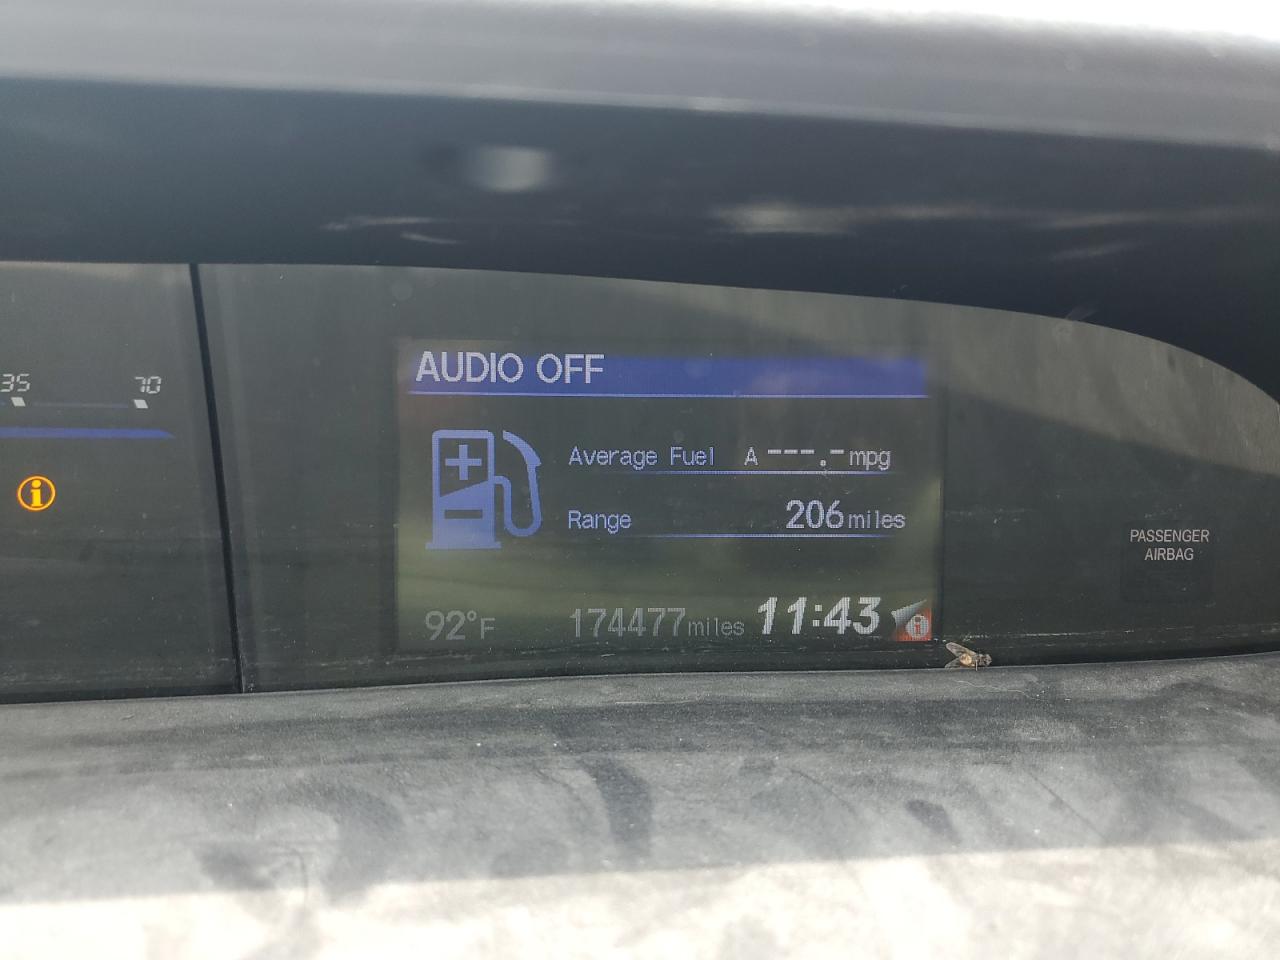 AUDIO OFF
35 70
Average Fuel A ---.- mpg
Range 206 miles
PASSENGER
AIRBAG
92°F 174477 miles 11:43